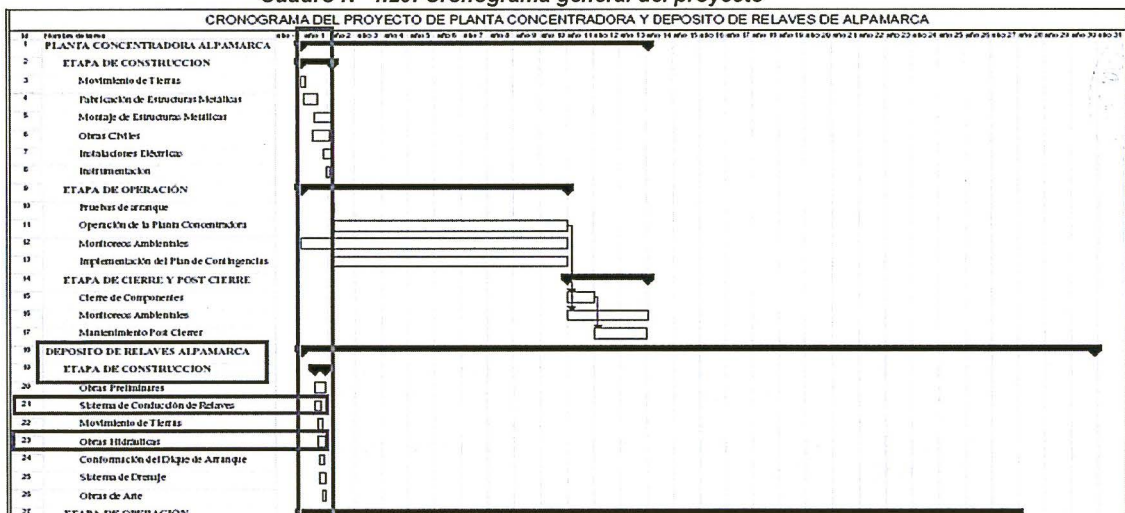 Cronograma general del proyecto
CRONOGRAMA DEL PROYECTO DE PLANTA CONCENTRADORA Y DEPOSITO DE RELAVES DE ALPAMARCA
1 PLANTA CONCENTRADORA ALPAMARCA
2 ETAPA DE CONSTRUCCION
3 Movimiento de Tierras
4 Fabricación de Estructuras Metálicas
5 Montaje de Estructuras Metálicas
6 Obras Civiles
7 Instalaciones Eléctricas
8 Instrumentación
9 ETAPA DE OPERACIÓN
10 Pruebas de arranque
11 Operación de la Planta Concentradora
12 Monitoreos Ambientales
13 Implementación del Plan de Contingencias
14 ETAPA DE CIERRE Y POST CIERRE
15 Cierre de Componentes
16 Monitoreos Ambientales
17 Mantenimiento Post Cierrer
DEPOSITO DE RELAVES ALPAMARCA
19 ETAPA DE CONSTRUCCION
20 Obras Preliminares
21 Sistema de Conducción de Relaves
22 Movimiento de Tierras
23 Obras Hidráulicas
24 Conformación del Dique de Arranque
25 Sistema de Drenaje
26 Obras de Arte
27 ETAPA DE OPERACIÓN